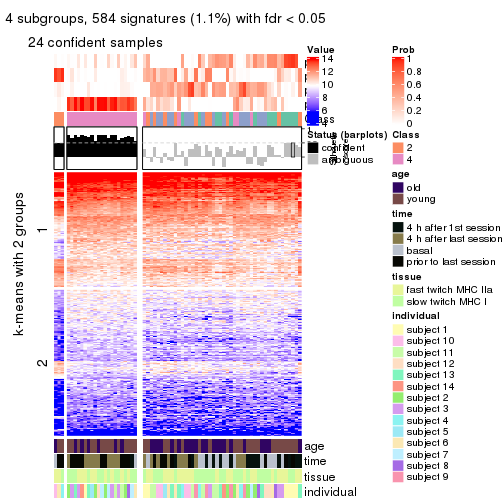 4 subgroups, 584 signatures (1.1%) with fdr < 0.05
24 confident samples
k-means with 2 groups
1
2
Value
14
12
10
8
6
4
Status (barplots)
confident
ambiguous
Prob
1
0.8
0.6
0.4
0.2
0
Class
2
4
age
old
young
time
4 h after 1st session
4 h after last session
basal
prior to last session
tissue
fast twitch MHC IIa
slow twitch MHC I
individual
subject 1
subject 10
subject 11
subject 12
subject 13
subject 14
subject 2
subject 3
subject 4
subject 5
subject 6
subject 7
subject 8
subject 9
age
time
tissue
individual